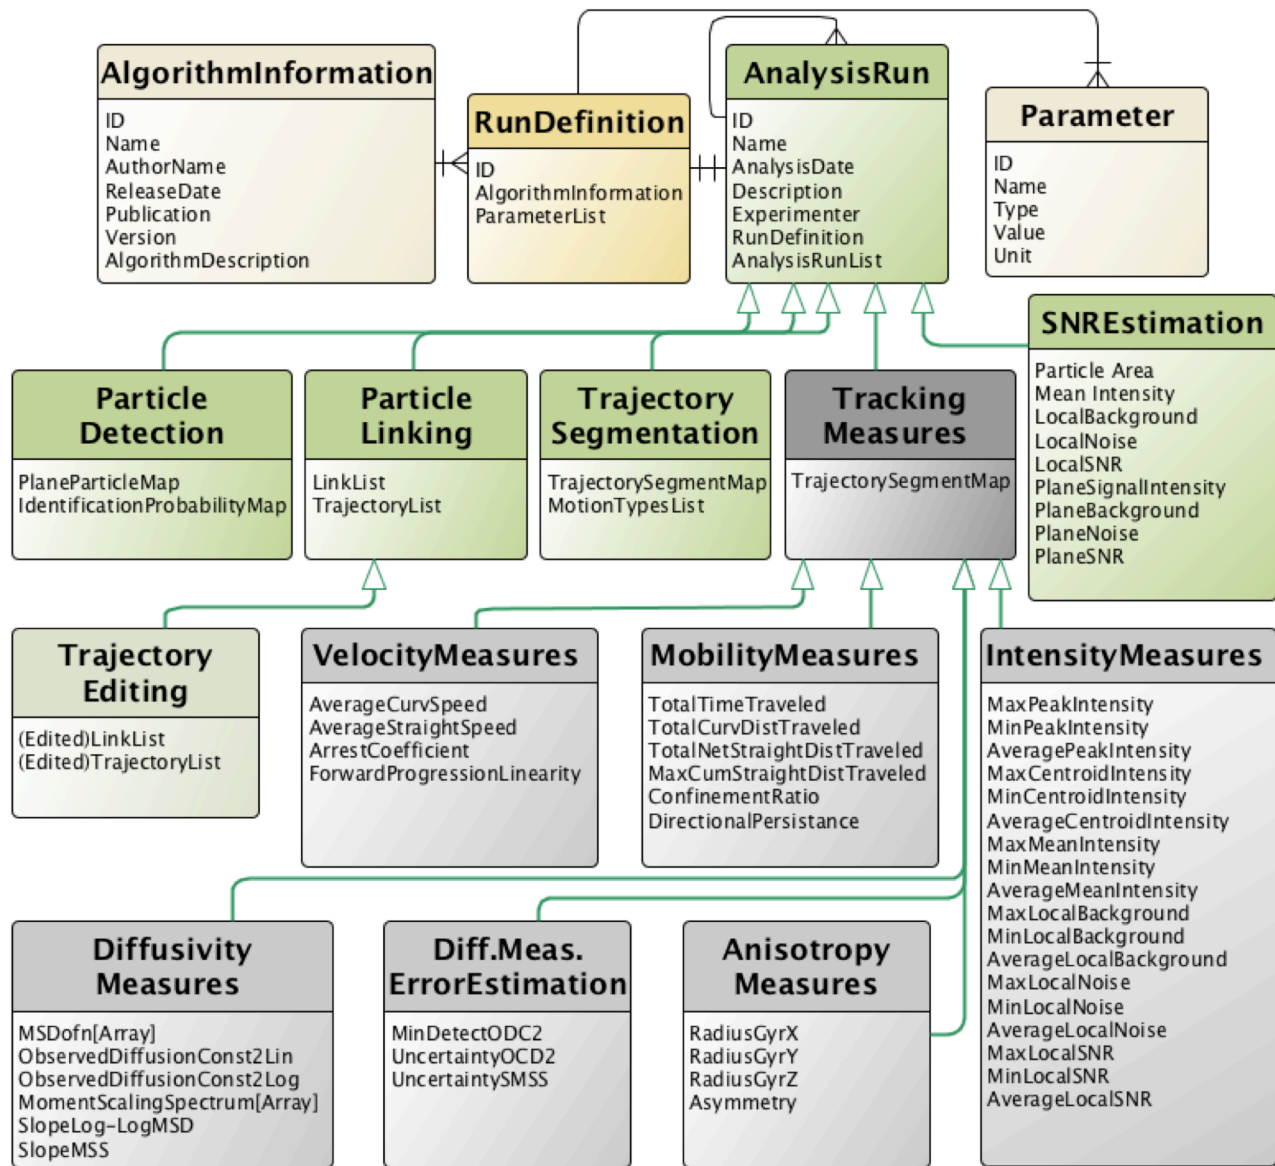 AlgorithmInformation
ID
Name
AuthorName
ReleaseDate
Publication
Version
AlgorithmDescription
RunDefinition
ID
AlgorithmInformation
ParameterList
AnalysisRun
ID
Name
AnalysisDate
Description
Experimenter
RunDefinition
AnalysisRunList
Parameter
ID
Name
Type
Value
Unit
SNREstimation
Particle Area
Mean Intensity
LocalBackground
LocalNoise
LocalSNR
PlaneSignalIntensity
PlaneBackground
PlaneNoise
PlaneSNR
Particle
Detection
PlaneParticleMap
IdentificationProbabilityMap
Particle
Linking
LinkList
TrajectoryList
Trajectory
Segmentation
TrajectorySegmentMap
MotionTypesList
Tracking
Measures
TrajectorySegmentMap
Trajectory
Editing
(Edited)LinkList
(Edited)TrajectoryList
VelocityMeasures
AverageCurvSpeed
AverageStraightSpeed
ArrestCoefficient
ForwardProgressionLinearity
MobilityMeasures
TotalTimeTraveled
TotalCurvDistTraveled
TotalNetStraightDistTraveled
MaxCumStraightDistTraveled
ConfinementRatio
DirectionalPersistance
IntensityMeasures
MaxPeakIntensity
MinPeakIntensity
AveragePeakIntensity
MaxCentroidIntensity
MinCentroidIntensity
AverageCentroidIntensity
MaxMeanIntensity
MinMeanIntensity
AverageMeanIntensity
MaxLocalBackground
MinLocalBackground
AverageLocalBackground
MaxLocalNoise
MinLocalNoise
AverageLocalNoise
MaxLocalSNR
MinLocalSNR
AverageLocalSNR
Diffusivity
Measures
MSDofn[Array]
ObservedDiffusionConst2Lin
ObservedDiffusionConst2Log
MomentScalingSpectrum[Array]
SlopeLog-LogMSD
SlopeMSS
Diff.Meas.
ErrorEstimation
MinDetectODC2
UncertaintyOCD2
UncertaintySMSS
Anisotropy
Measures
RadiusGyrX
RadiusGyrY
RadiusGyrZ
Asymmetry